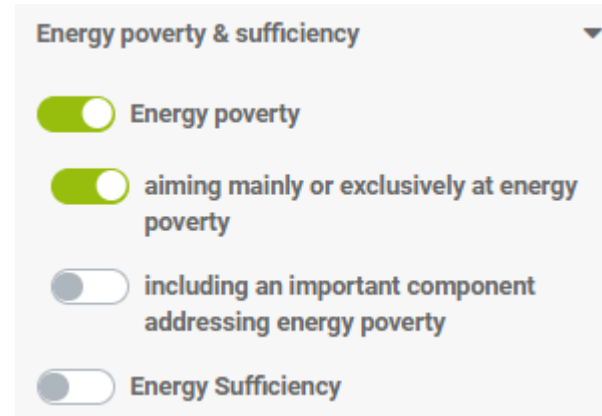 Energy poverty & sufficiency
Energy poverty
aiming mainly or exclusively at energy
poverty
including an important component
addressing energy poverty
Energy Sufficiency